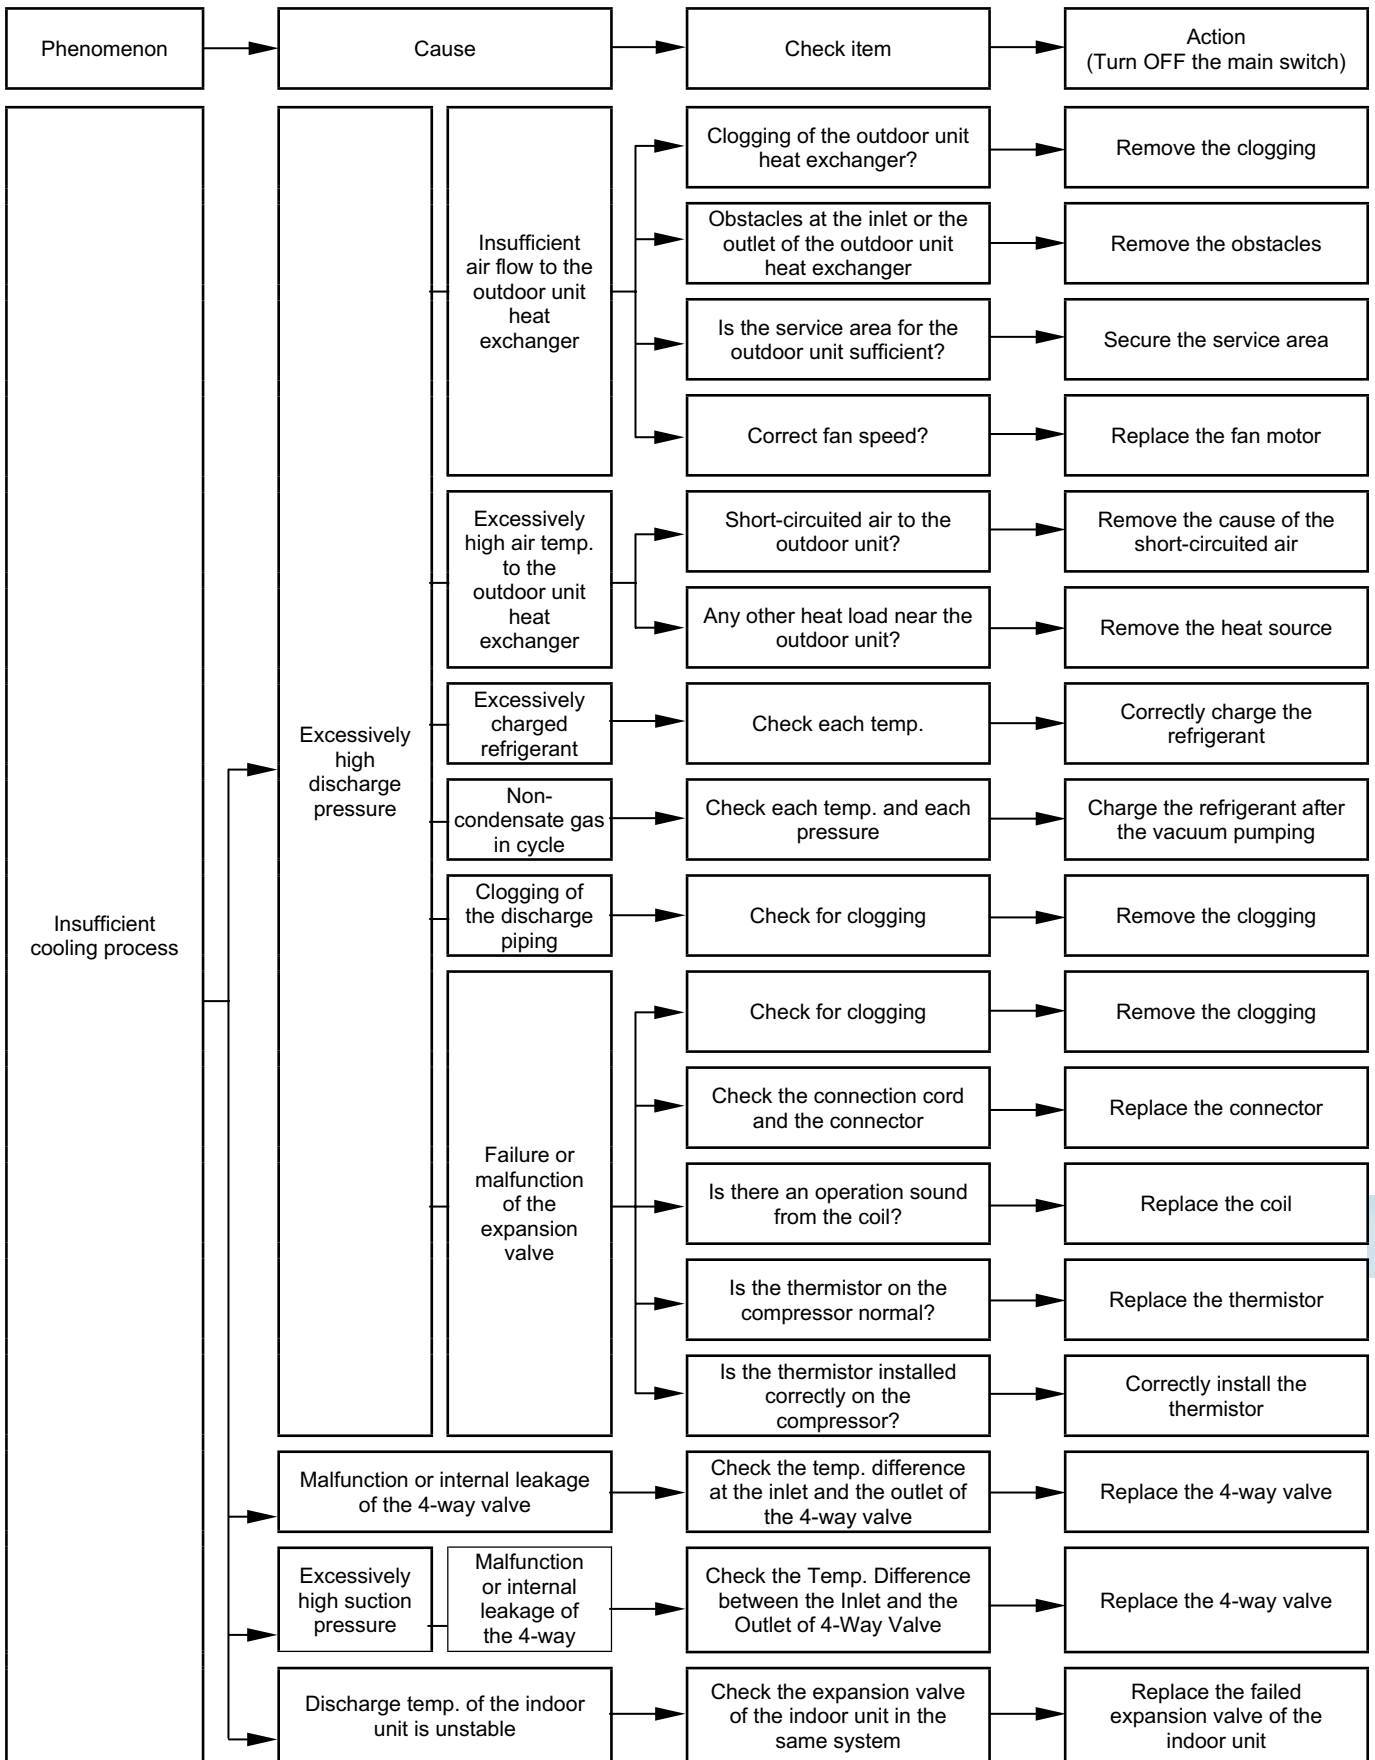 Phenomenon
Cause
Check item
Action
(Turn OFF the main switch)
Insufficient
cooling process
Excessively
high
discharge
pressure
Insufficient
air flow to the
outdoor unit
heat
exchanger
Clogging of the outdoor unit
heat exchanger?
Remove the clogging
Obstacles at the inlet or the
outlet of the outdoor unit
heat exchanger
Remove the obstacles
Is the service area for the
outdoor unit sufficient?
Secure the service area
Correct fan speed?
Replace the fan motor
Excessively
high air temp.
to the
outdoor unit
heat
exchanger
Short-circuited air to the
outdoor unit?
Remove the cause of the
short-circuited air
Any other heat load near the
outdoor unit?
Remove the heat source
Excessively
charged
refrigerant
Check each temp.
Correctly charge the
refrigerant
Non-
condensate gas
in cycle
Check each temp. and each
pressure
Charge the refrigerant after
the vacuum pumping
Clogging of
the discharge
piping
Check for clogging
Remove the clogging
Failure or
malfunction
of the
expansion
valve
Check for clogging
Remove the clogging
Check the connection cord
and the connector
Replace the connector
Is there an operation sound
from the coil?
Replace the coil
Is the thermistor on the
compressor normal?
Replace the thermistor
Is the thermistor installed
correctly on the
compressor?
Correctly install the
thermistor
Malfunction or internal leakage
of the 4-way valve
Check the temp. difference
at the inlet and the outlet of
the 4-way valve
Replace the 4-way valve
Excessively
high suction
pressure
Malfunction
or internal
leakage of
the 4-way
Check the Temp. Difference
between the Inlet and the
Outlet of 4-Way Valve
Replace the 4-way valve
Discharge temp. of the indoor
unit is unstable
Check the expansion valve
of the indoor unit in the
same system
Replace the failed
expansion valve of the
indoor unit